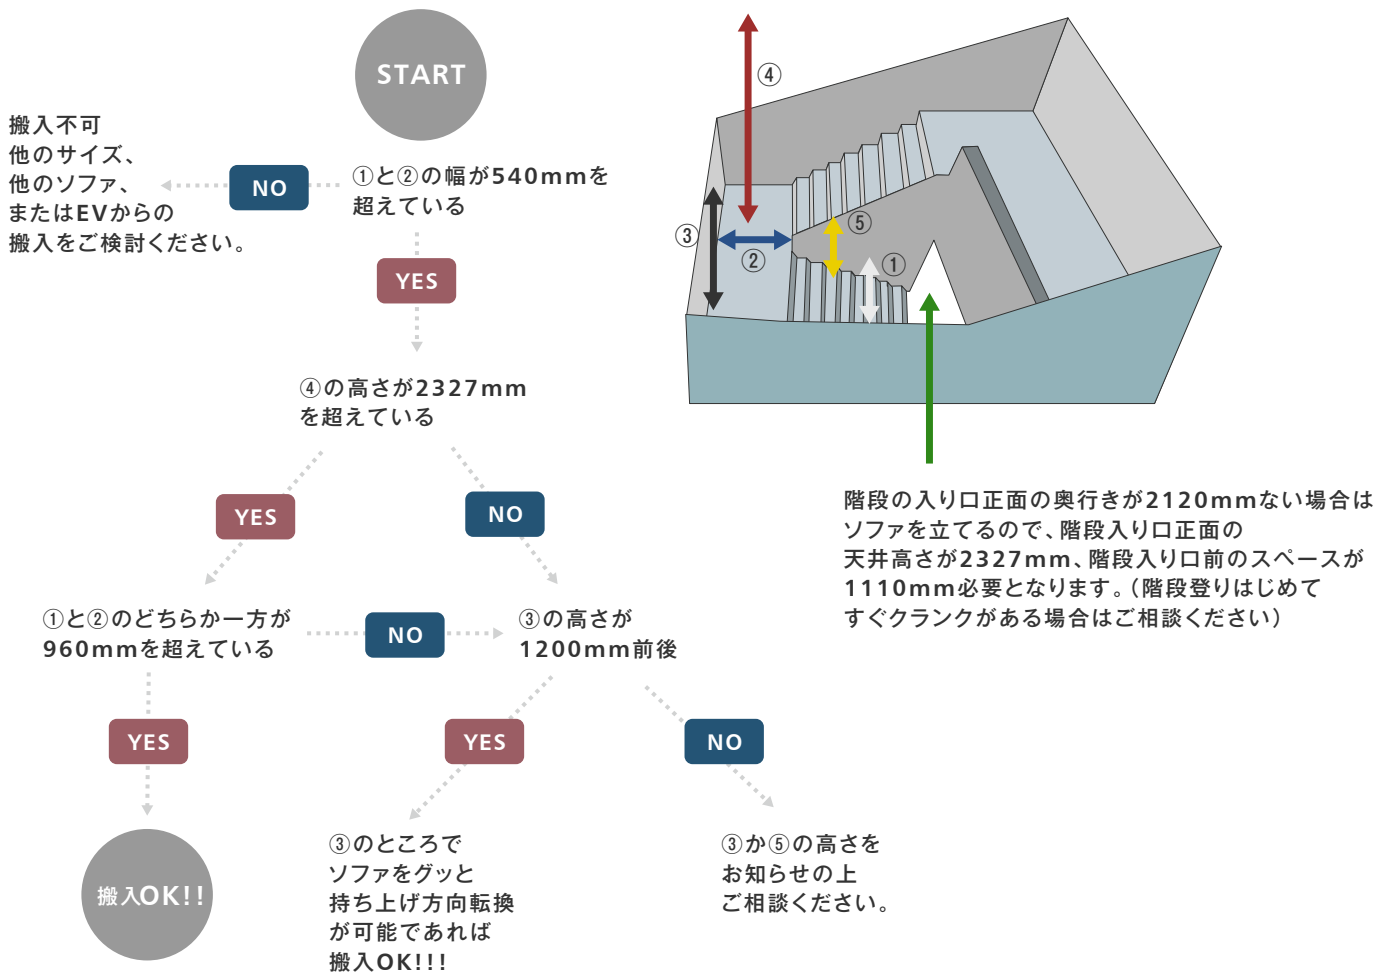 START
搬入不可
他のサイズ、
他のソファ、
またはEVからの
搬入をご検討ください。
NO
①と②の幅が540mmを
超えている
YES
④の高さが2327mm
を超えている
YES
NO
①と②のどちらか一方が
960mmを超えている
NO
③の高さが
1200mm前後
YES
YES
NO
搬入OK!!
③のところで
ソファをグッと
持ち上げ方向転換
が可能であれば
搬入OK!!!
③か⑤の高さを
お知らせの上
ご相談ください。
④
③
②
⑤
①
階段の入り口正面の奥行きが2120mmない場合は
ソファを立てるので、階段入り口正面の
天井高さが2327mm、階段入り口前のスペースが
1110mm必要となります。（階段登りはじめて
すぐクランクがある場合はご相談ください）